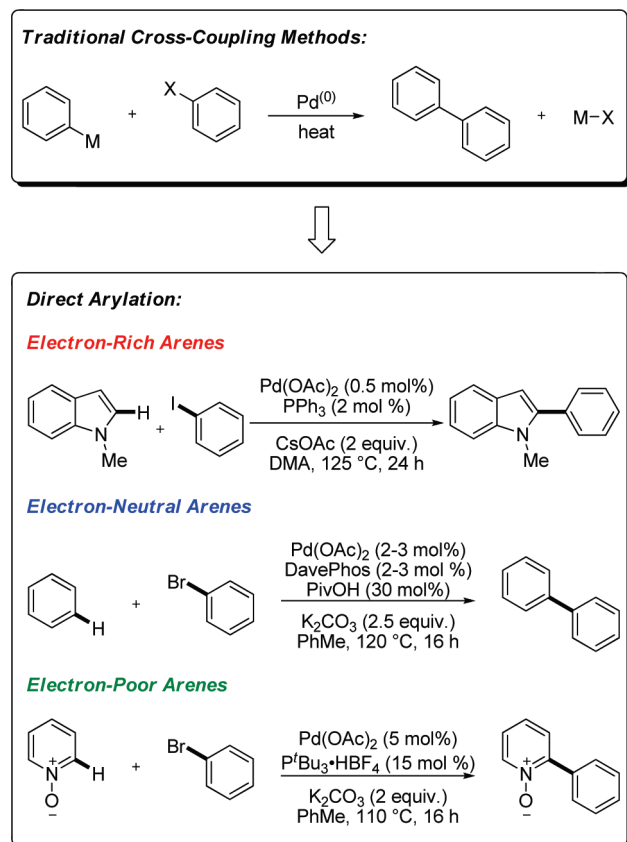 Traditional Cross-Coupling Methods:
X
M
+
Pd(0)
heat
+
M–X
Direct Arylation:
Electron-Rich Arenes
H
N
Me
+
I
Pd(OAc)2 (0.5 mol%)
PPh3 (2 mol %)
CsOAc (2 equiv.)
DMA, 125 °C, 24 h
N
Me
Electron-Neutral Arenes
H
+
Br
Pd(OAc)2 (2-3 mol%)
DavePhos (2-3 mol %)
PivOH (30 mol%)
K2CO3 (2.5 equiv.)
PhMe, 120 °C, 16 h
Electron-Poor Arenes
N+
H
O−
+
Br
Pd(OAc)2 (5 mol%)
PtBu3•HBF4 (15 mol %)
K2CO3 (2 equiv.)
PhMe, 110 °C, 16 h
N+
O−